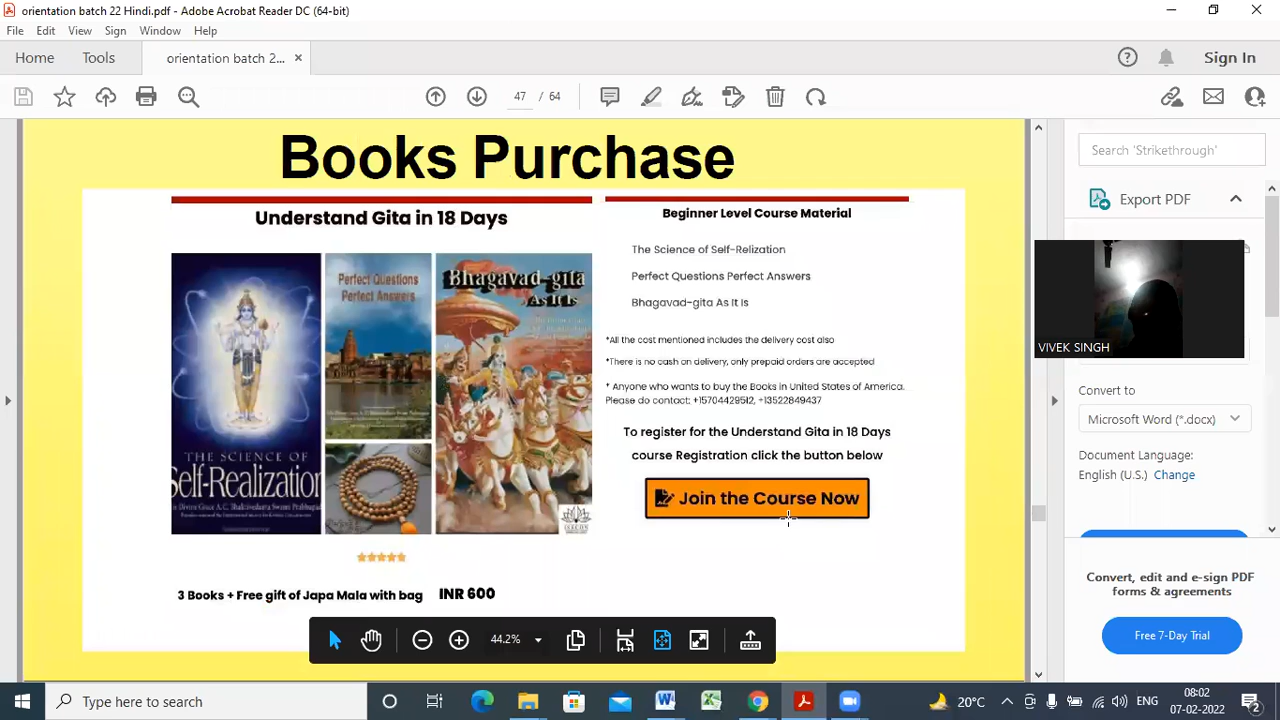 orientation batch 22 Hindi.pdf - Adobe Acrobat Reader DC (64-bit)
File Edit View Sign Window Help
Home Tools orientation batch 2... × Sign In
47 / 64
Search 'Strikethrough'
Books Purchase
Understand Gita in 18 Days
Beginner Level Course Material
Export PDF
The Science of Self-Relization
Perfect Questions Perfect Answers
Bhagavad-gita As It Is
Perfect Questions
Perfect Answers
Bhagavad-gita
As It Is
THE SCIENCE OF
Self-Realization
*All the cost mentioned includes the delivery cost also
*There is no cash on delivery, only prepaid orders are accepted
* Anyone who wants to buy the Books in United States of America.
Please do contact; +15704429512, +13522849437
To register for the Understand Gita in 18 Days
course Registration click the button below
Join the Course Now
3 Books + Free gift of Japa Mala with bag INR 600
VIVEK SINGH
Convert to
Microsoft Word (*.docx)
Document Language:
English (U.S.) Change
Convert, edit and e-sign PDF
forms & agreements
Free 7-Day Trial
44.2%
Type here to search
20°C ENG 08:02
07-02-2022
2